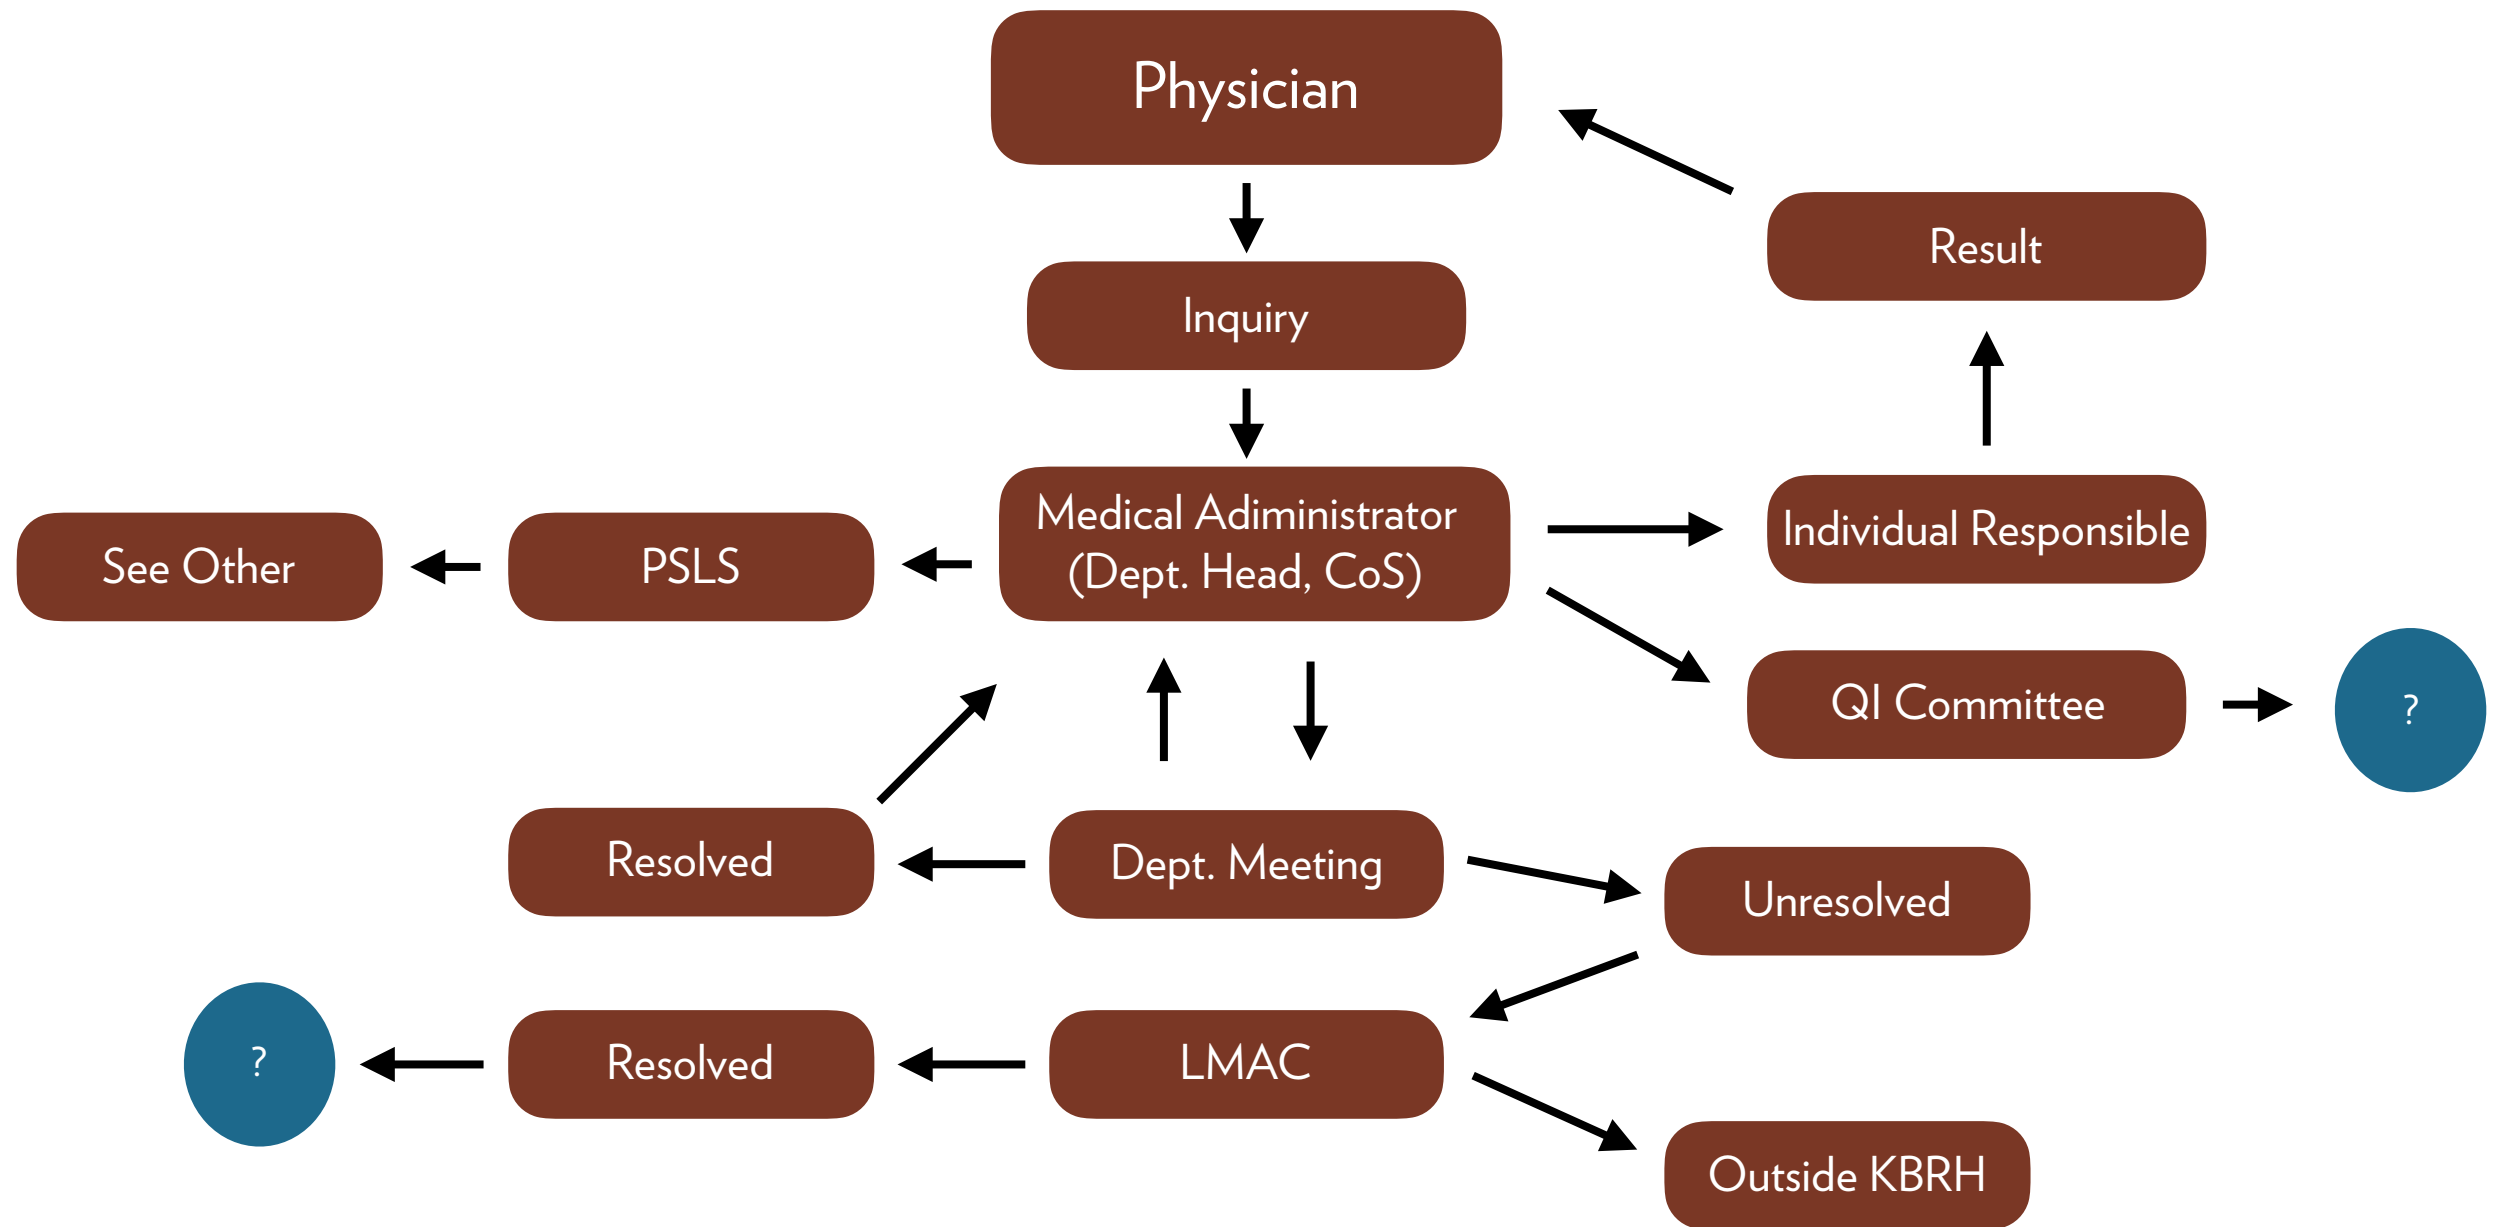 Physician
Result
Inquiry
Medical Administrator
(Dept. Head, CoS)
Individual Responsible
See Other
PSLS
QI Committee
?
Resolved
Dept. Meeting
Unresolved
?
Resolved
LMAC
Outside KBRH